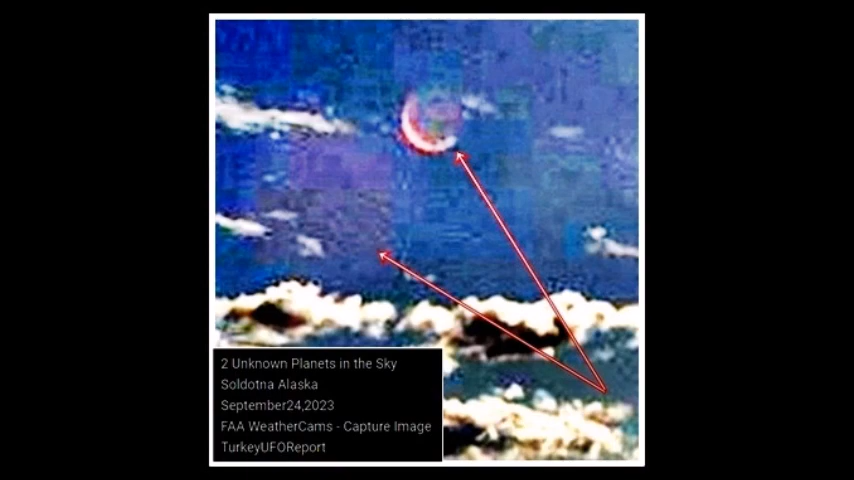 2 Unknown Planets in the Sky
Soldotna Alaska
September24,2023
FAA WeatherCams - Capture Image
TurkeyUFOReport